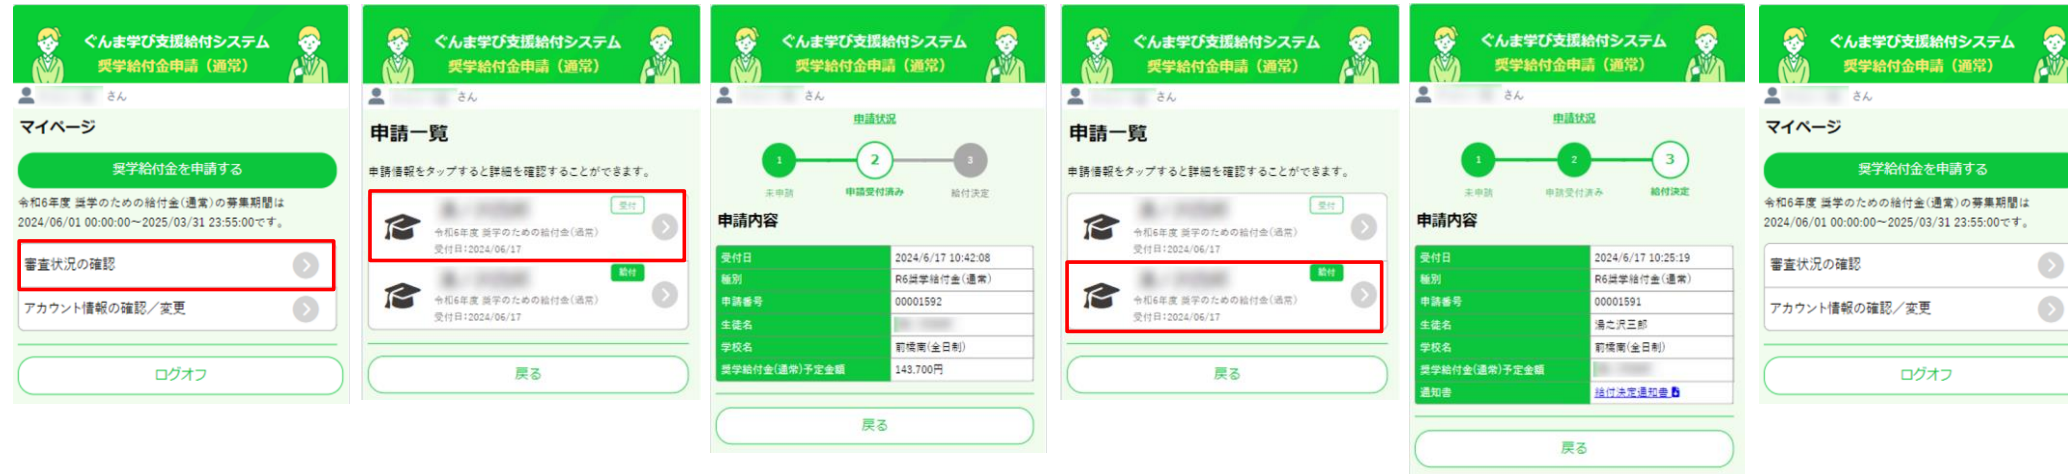 ぐんま学び支援給付システム
奨学給付金申請（通常）
さん
マイページ
奨学給付金を申請する
令和6年度 奨学のための給付金(通常)の募集期間は
2024/06/01 00:00:00～2025/03/31 23:55:00です。
審査状況の確認
アカウント情報の確認／変更
ログオフ
ぐんま学び支援給付システム
奨学給付金申請（通常）
さん
申請一覧
申請情報をタップすると詳細を確認することができます。
受付
令和6年度 奨学のための給付金(通常)
受付日:2024/06/17
給付
令和6年度 奨学のための給付金(通常)
受付日:2024/06/17
戻る
ぐんま学び支援給付システム
奨学給付金申請（通常）
さん
申請状況
1 2 3
未申請 申請受付済み 給付決定
申請内容
受付日 2024/6/17 10:42:08
種別 R6奨学給付金(通常)
申請番号 00001592
生徒名
学校名 前橋南(全日制)
奨学給付金(通常)予定金額 143,700円
戻る
ぐんま学び支援給付システム
奨学給付金申請（通常）
さん
申請一覧
申請情報をタップすると詳細を確認することができます。
受付
令和6年度 奨学のための給付金(通常)
受付日:2024/06/17
給付
令和6年度 奨学のための給付金(通常)
受付日:2024/06/17
戻る
ぐんま学び支援給付システム
奨学給付金申請（通常）
さん
申請状況
1 2 3
未申請 申請受付済み 給付決定
申請内容
受付日 2024/6/17 10:25:19
種別 R6奨学給付金(通常)
申請番号 00001591
生徒名 湯之沢三郎
学校名 前橋南(全日制)
奨学給付金(通常)予定金額
通知書 給付決定通知書
戻る
ぐんま学び支援給付システム
奨学給付金申請（通常）
さん
マイページ
奨学給付金を申請する
令和6年度 奨学のための給付金(通常)の募集期間は
2024/06/01 00:00:00～2025/03/31 23:55:00です。
審査状況の確認
アカウント情報の確認／変更
ログオフ